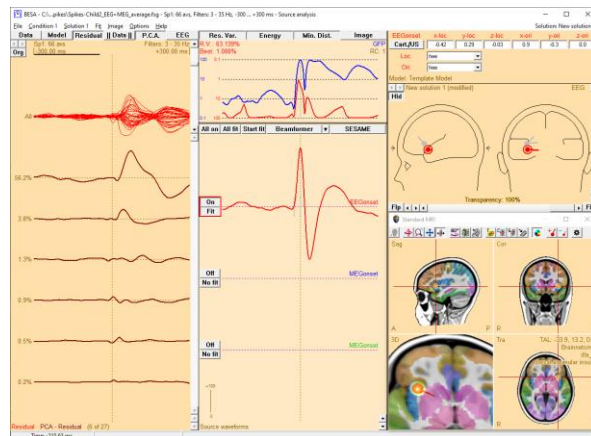 BESA - C:\...pikes\Spikes-Child2_EEG+MEG_average.fsg - Sp1: 66 avs, Filters: 3 - 35 Hz, -300 ... +300 ms - Source analysis
File Condition 1 Solution 1 Fit Image Options Help
Solution: New solution
Data Model Residual || Data || P.C.A. EEG
Org
Sp1 66 avs
Filters: 3 - 35 Hz
-300.00 ms
+300.00 ms
All
56.2%
3.8%
1.3%
0.9%
0.5%
0.2%
Residual PCA - Residual (6 of 27)
Res. Var. Energy Min. Dist. Image
R.V. 63.139%
GFP
Best: 1.080%
RC: 1
All on All fit Start fit Beamformer SESAME
On
Fit
EEGonset
Off
No fit
MEGonset
Off
No fit
MEGonset
Source waveforms
EEGonset x-loc y-loc z-loc x-ori y-ori z-ori
Cart./US -0.42 0.29 -0.03 0.9 -0.3 0.0
Loc:
Ori:
Model: Template Model
New solution 1 (modified)
EEG
Hld
Transparency: 100%
Flp
Standard MRI
Sag
Cor
A
P
R
3D
Tra
R